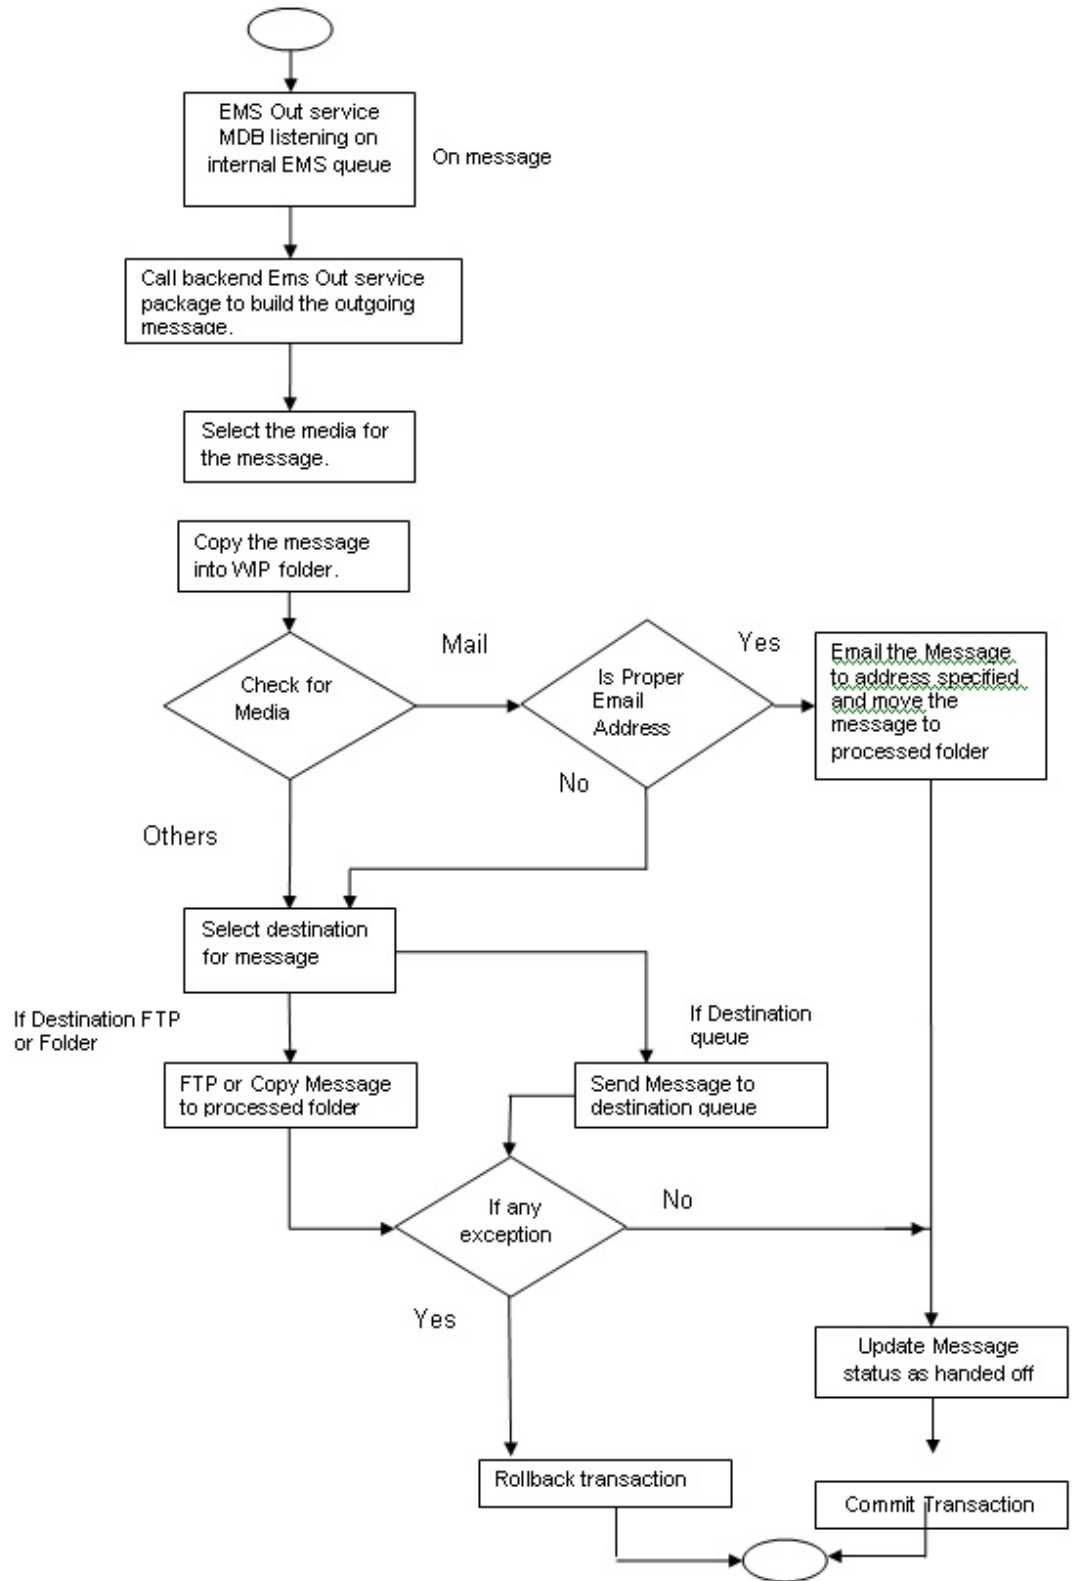 EMS Out service
MDB listening on
internal EMS queue
On message
Call backend Ems Out service
package to build the outgoing
message.
Select the media for
the message.
Copy the message
into WIP folder.
Check for
Media
Mail
Is Proper
Email
Address
Yes
Email the Message
to address specified
and move the
message to
processed folder
No
Others
Select destination
for message
If Destination FTP
or Folder
If Destination
queue
FTP or Copy Message
to processed folder
Send Message to
destination queue
If any
exception
No
Yes
Update Message
status as handed off
Rollback transaction
Commit Transaction